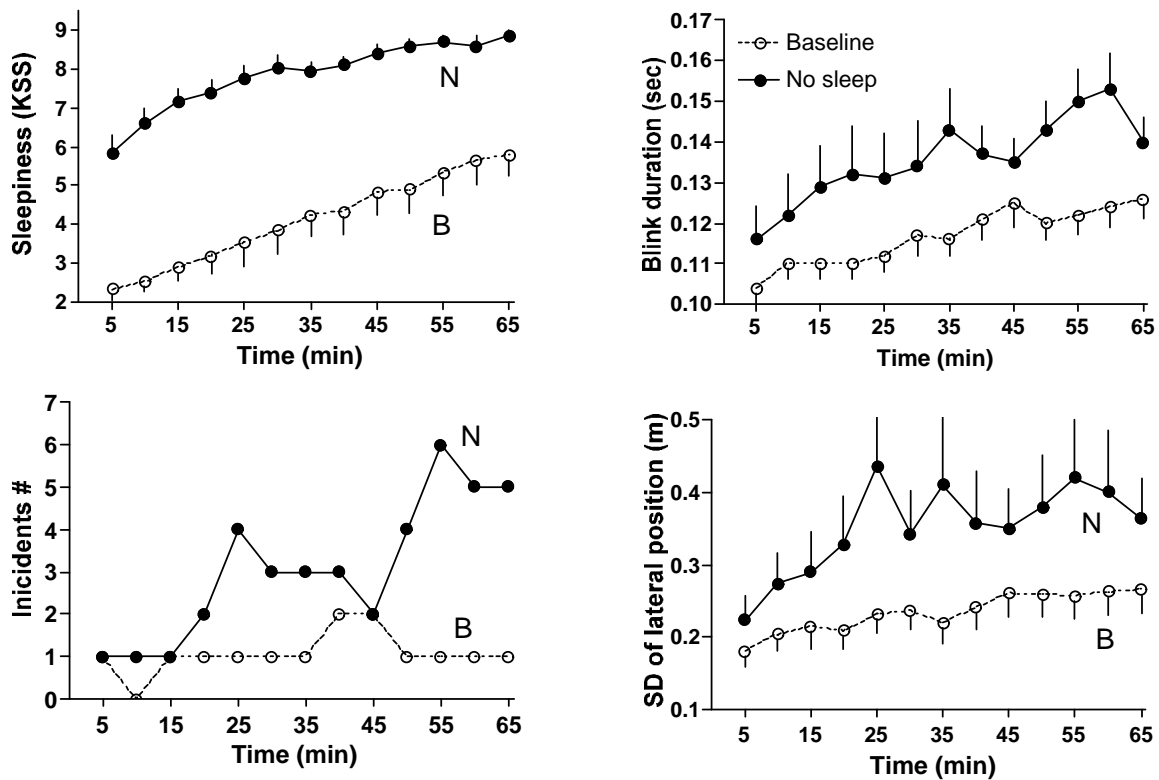 Sleepiness (KSS)
9
8
7
6
5
4
3
2
N
B
5 15 25 35 45 55 65
Time (min)
Blink duration (sec)
0.17
0.16
0.15
0.14
0.13
0.12
0.11
0.10
Baseline
No sleep
5 15 25 35 45 55 65
Time (min)
Inicidents #
7
6
5
4
3
2
1
0
N
B
5 15 25 35 45 55 65
Time (min)
SD of lateral position (m)
0.5
0.4
0.3
0.2
0.1
N
B
5 15 25 35 45 55 65
Time (min)